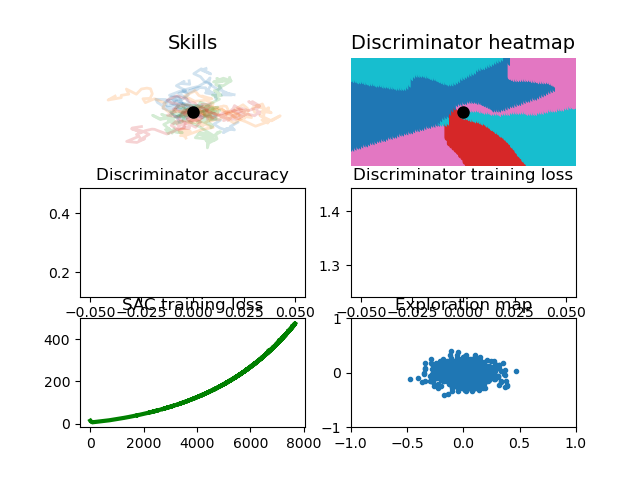 Skills
Discriminator heatmap
Discriminator accuracy
Discriminator training loss
0.4
0.2
1.4
1.3
−0.050 −0.025 0.000 0.025 0.050
−0.050 −0.025 0.000 0.025 0.050
SAC training loss
Exploration map
400
200
0
1
0
−1
0 2000 4000 6000 8000
−1.0 −0.5 0.0 0.5 1.0